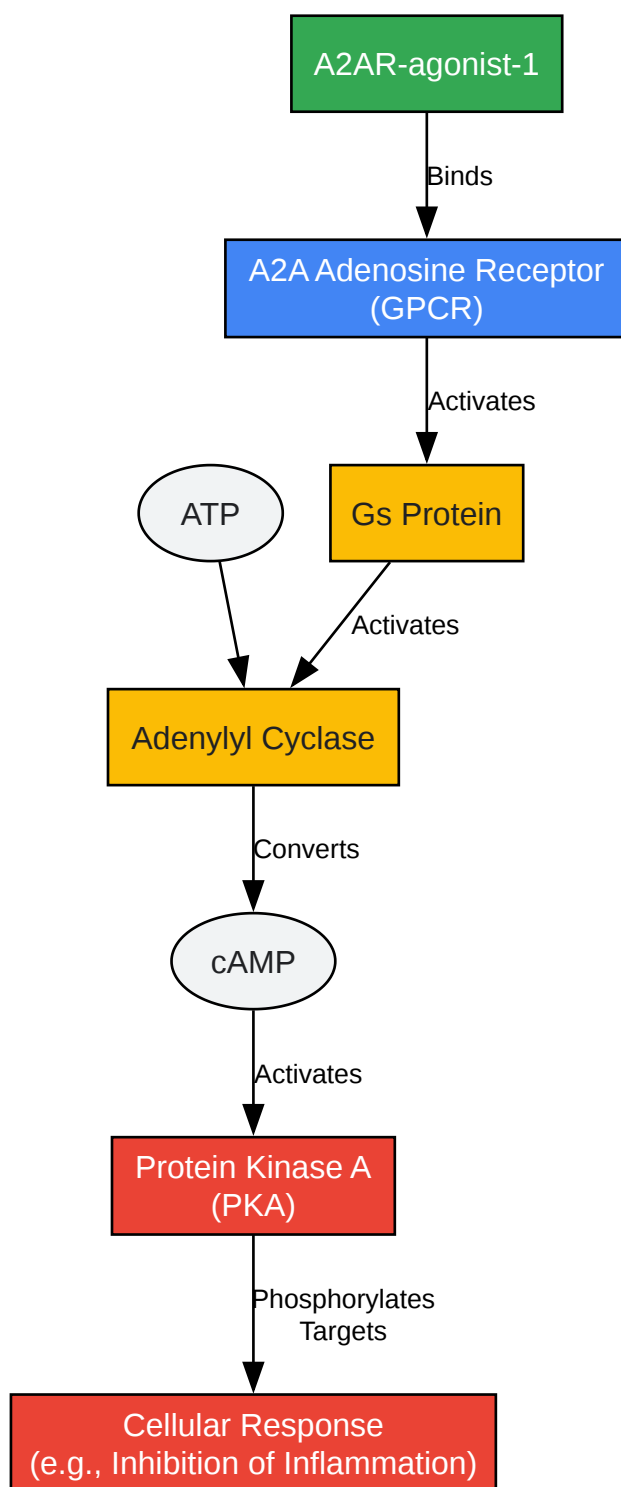 A2AR-agonist-1
Binds
A2A Adenosine Receptor
(GPCR)
Activates
ATP
Gs Protein
Activates
Adenylyl Cyclase
Converts
cAMP
Activates
Protein Kinase A
(PKA)
Phosphorylates
Targets
Cellular Response
(e.g., Inhibition of Inflammation)